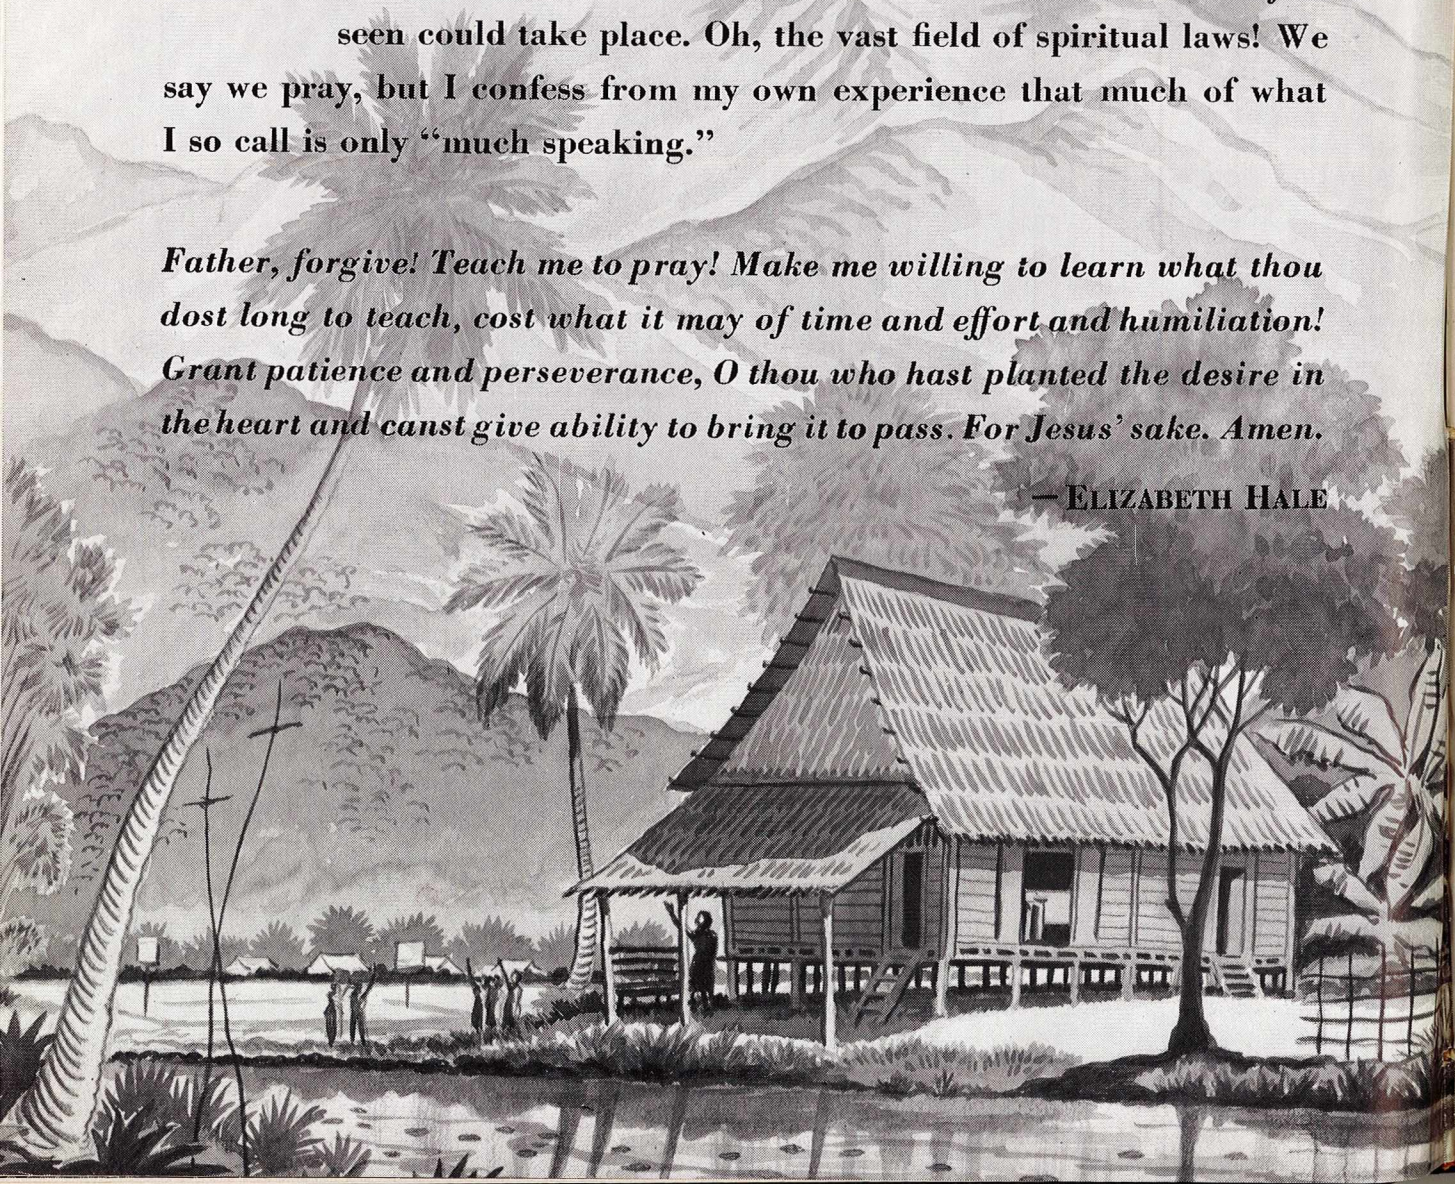 seen could take place. Oh, the vast field of spiritual laws! We
say we pray, but I confess from my own experience that much of what
I so call is only “much speaking.”
Father, forgive! Teach me to pray! Make me willing to learn what thou
dost long to teach, cost what it may of time and effort and humiliation!
Grant patience and perseverance, O thou who hast planted the desire in
the heart and canst give ability to bring it to pass. For Jesus’ sake. Amen.
— ELIZABETH HALE